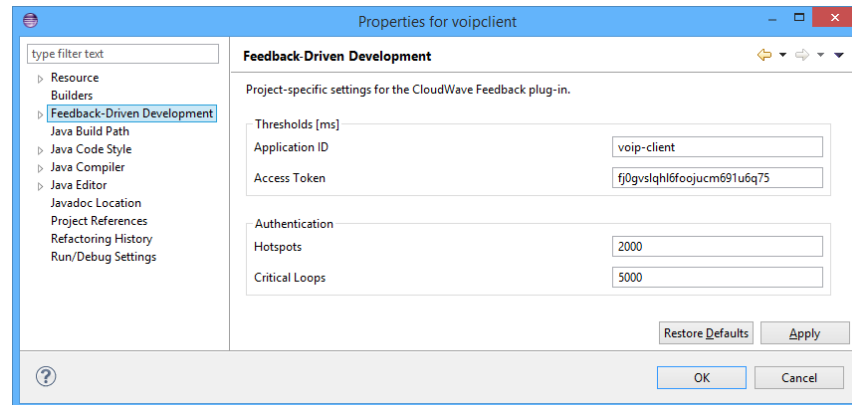 Properties for voipclient
type filter text
Resource
Builders
Feedback-Driven Development
Java Build Path
Java Code Style
Java Compiler
Java Editor
Javadoc Location
Project References
Refactoring History
Run/Debug Settings
Feedback-Driven Development
Project-specific settings for the CloudWave Feedback plug-in.
Thresholds [ms]
Application ID voip-client
Access Token fj0gvslqhl6foojucm691u6q75
Authentication
Hotspots 2000
Critical Loops 5000
Restore Defaults Apply
OK Cancel